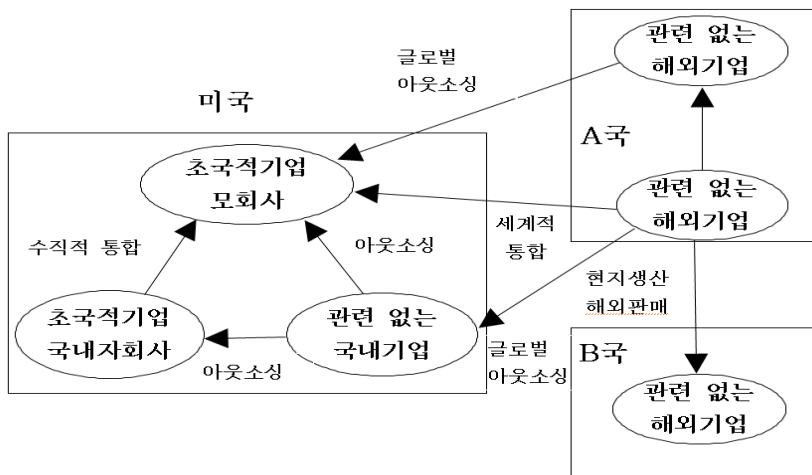 관련 없는
해외기업
글로벌
아웃소싱
미국
A국
초국적기업
모회사
관련 없는
해외기업
세계적
통합
수직적 통합
아웃소싱
현지생산
해외판매
초국적기업
국내자회사
관련 없는
국내기업
아웃소싱
글로벌
아웃소싱
B국
관련 없는
해외기업